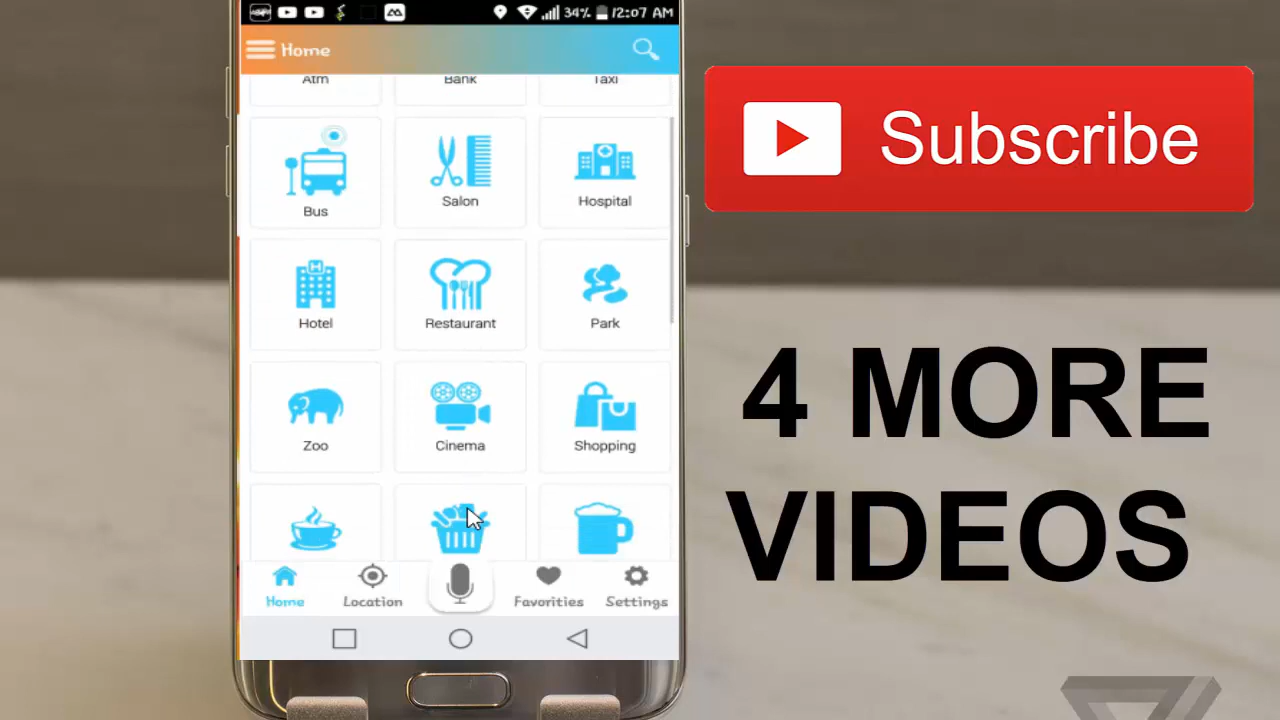 34% 12:07 AM
Home
Atm Bank Taxi
Bus Salon Hospital
Hotel Restaurant Park
Zoo Cinema Shopping
Home Location Favorities Settings
Subscribe
4 MORE
VIDEOS